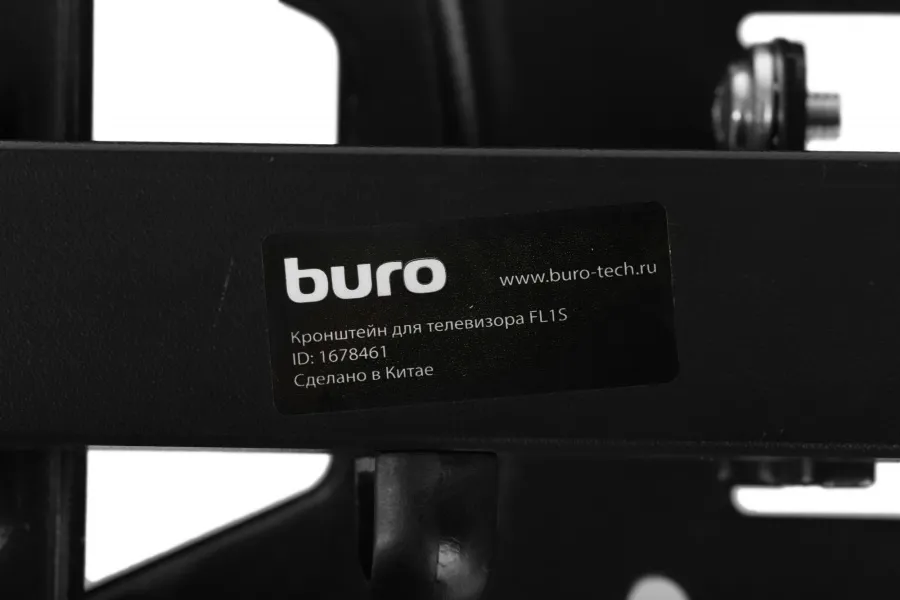 buro
www.buro-tech.ru
Кронштейн для телевизора FL1S
ID: 1678461
Сделано в Китае